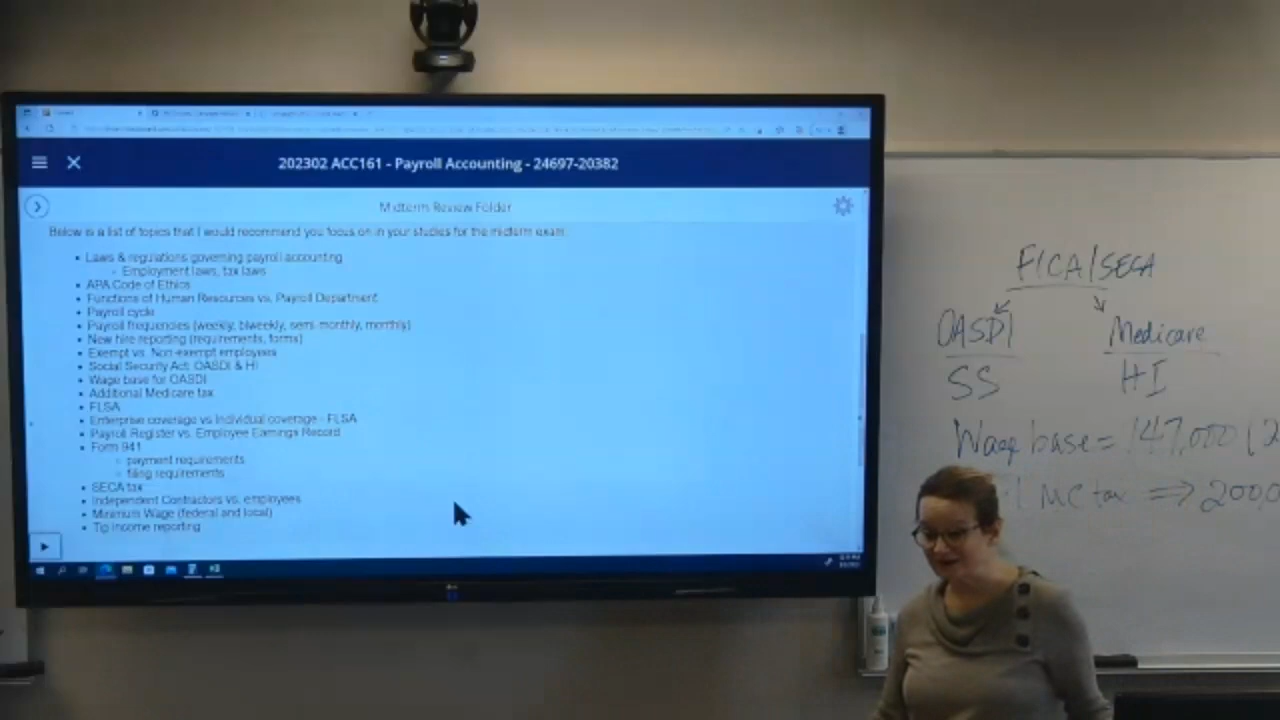 202302 ACC161 - Payroll Accounting - 24697-20382
Midterm Review Folder
Below is a list of topics that I would recommend you focus on in your studies for the midterm exam:
Laws & regulations governing payroll accounting
Employment laws, tax laws
APA Code of Ethics
Functions of Human Resources vs. Payroll Department
Payroll cycle
Payroll frequencies (weekly, biweekly, semi-monthly, monthly)
New hire reporting (requirements, forms)
Exempt vs. Non-exempt employees
Social Security Act: OASDI & HI
Wage base for OASDI
Additional Medicare tax
FLSA
Enterprise coverage vs Individual coverage - FLSA
Payroll Register vs. Employee Earnings Record
Form 941
payment requirements
filing requirements
SECA tax
Independent Contractors vs. employees
Minimum Wage (federal and local)
Tip income reporting
FICA/SECA
OASDI Medicare
SS HI
Wage base = 147,000 (2
MC tax ⇒ 200,0